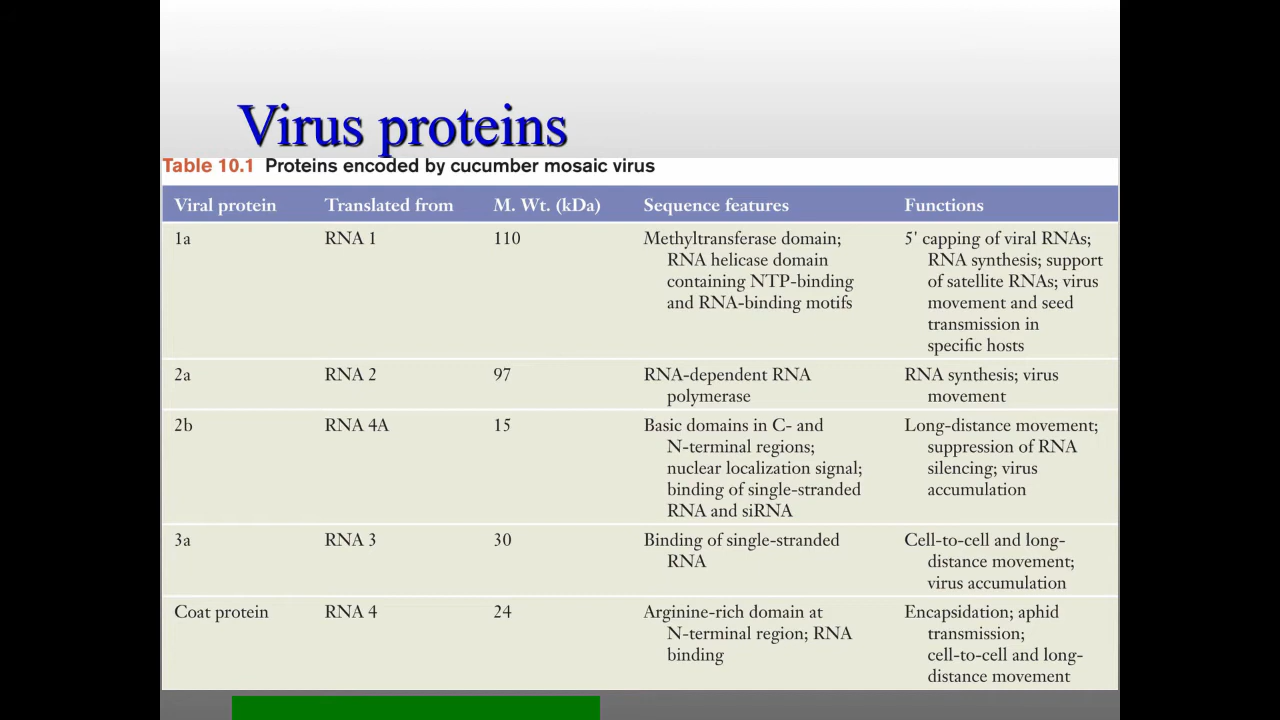 Virus proteins
Table 10.1 Proteins encoded by cucumber mosaic virus
Viral protein Translated from M. Wt. (kDa) Sequence features Functions
1a RNA 1 110 Methyltransferase domain; 5' capping of viral RNAs;
RNA helicase domain RNA synthesis; support
containing NTP-binding of satellite RNAs; virus
and RNA-binding motifs movement and seed
transmission in
specific hosts
2a RNA 2 97 RNA-dependent RNA RNA synthesis; virus
polymerase movement
2b RNA 4A 15 Basic domains in C- and Long-distance movement;
N-terminal regions; suppression of RNA
nuclear localization signal; silencing; virus
binding of single-stranded accumulation
RNA and siRNA
3a RNA 3 30 Binding of single-stranded Cell-to-cell and long-
RNA distance movement;
virus accumulation
Coat protein RNA 4 24 Arginine-rich domain at Encapsidation; aphid
N-terminal region; RNA transmission;
binding cell-to-cell and long-
distance movement